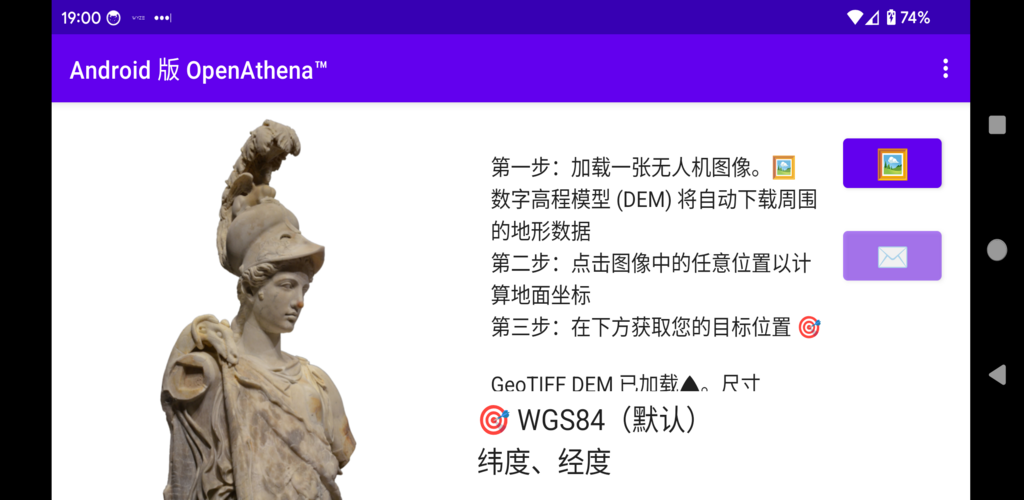 19:00
74%
Android 版 OpenAthena™
第一步：加载一张无人机图像。🖼️
数字高程模型 (DEM) 将自动下载周围
的地形数据
第二步：点击图像中的任意位置以计
算地面坐标
第三步：在下方获取您的目标位置 🎯
GeoTIFF DEM 已加载▲。尺寸
🎯 WGS84（默认）
纬度、经度